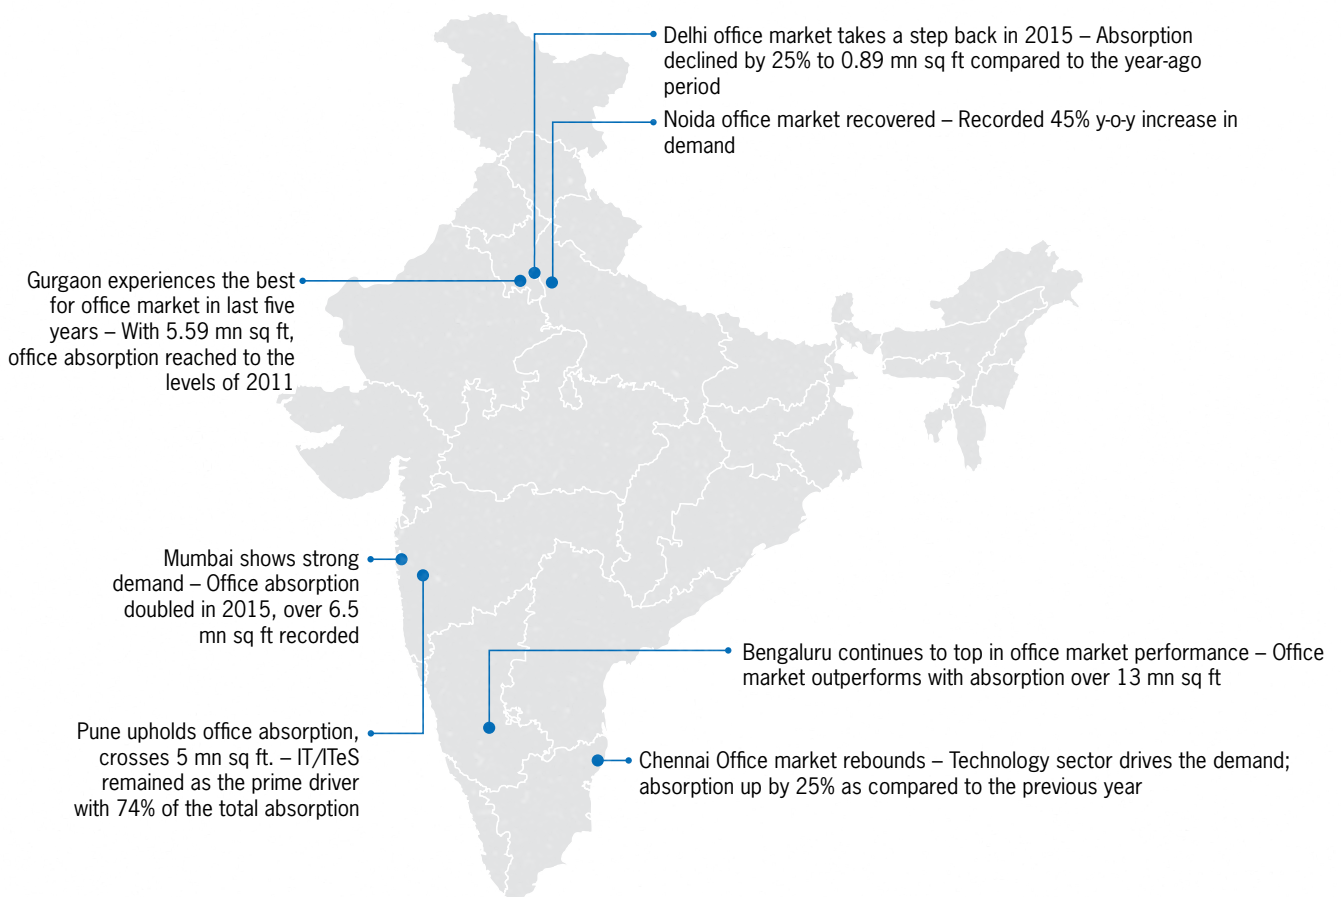 Delhi office market takes a step back in 2015 – Absorption
declined by 25% to 0.89 mn sq ft compared to the year-ago
period
Noida office market recovered – Recorded 45% y-o-y increase in
demand
Gurgaon experiences the best
for office market in last five
years – With 5.59 mn sq ft,
office absorption reached to the
levels of 2011
Mumbai shows strong
demand – Office absorption
doubled in 2015, over 6.5
mn sq ft recorded
Bengaluru continues to top in office market performance – Office
market outperforms with absorption over 13 mn sq ft
Pune upholds office absorption,
crosses 5 mn sq ft. – IT/ITeS
remained as the prime driver
with 74% of the total absorption
Chennai Office market rebounds – Technology sector drives the demand;
absorption up by 25% as compared to the previous year